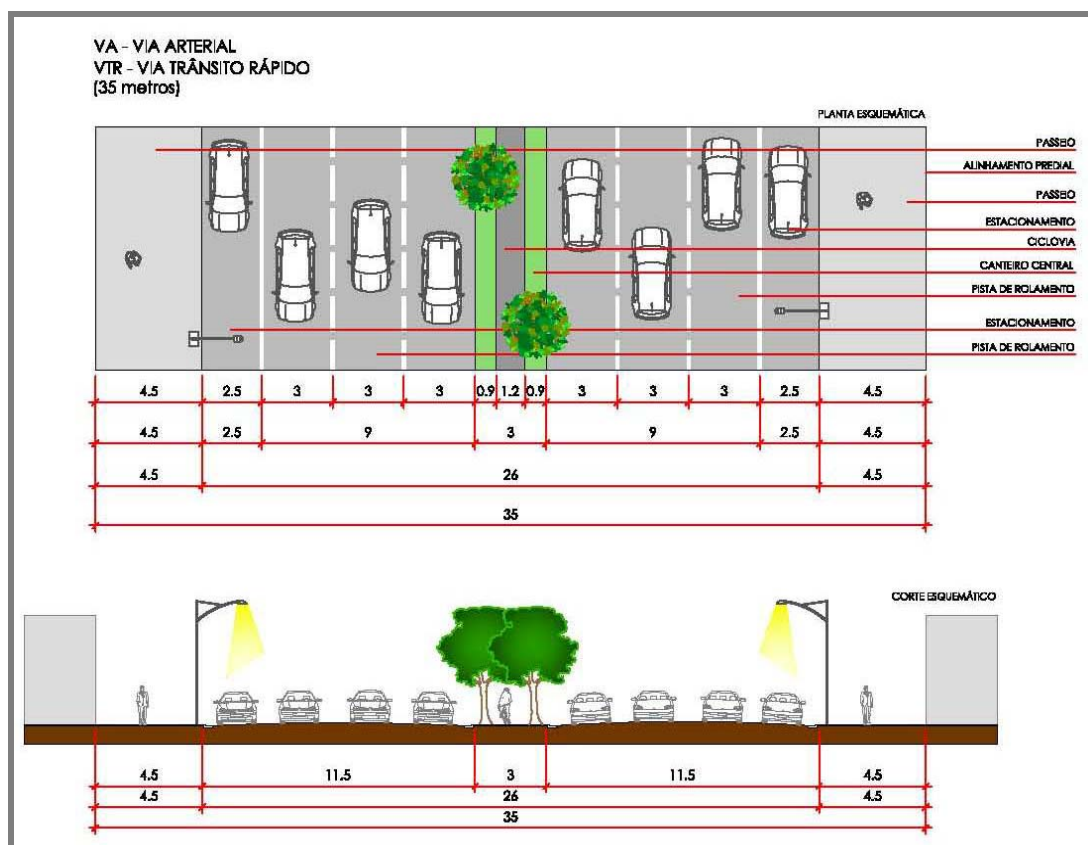 VA - VIA ARTERIAL
VTR - VIA TRÂNSITO RÁPIDO
(35 metros)
PLANTA ESQUEMÁTICA
PASSEIO
ALINHAMENTO PREDIAL
PASSEIO
ESTACIONAMENTO
CICLOVIA
CANTEIRO CENTRAL
PISTA DE ROLAMENTO
ESTACIONAMENTO
PISTA DE ROLAMENTO
4.5 2.5 3 3 3 0.9 1.2 0.9 3 3 3 2.5 4.5
4.5 2.5 9 3 9 2.5 4.5
4.5 26 4.5
35
CORTE ESQUEMÁTICO
4.5 11.5 3 11.5 4.5
4.5 26 4.5
35